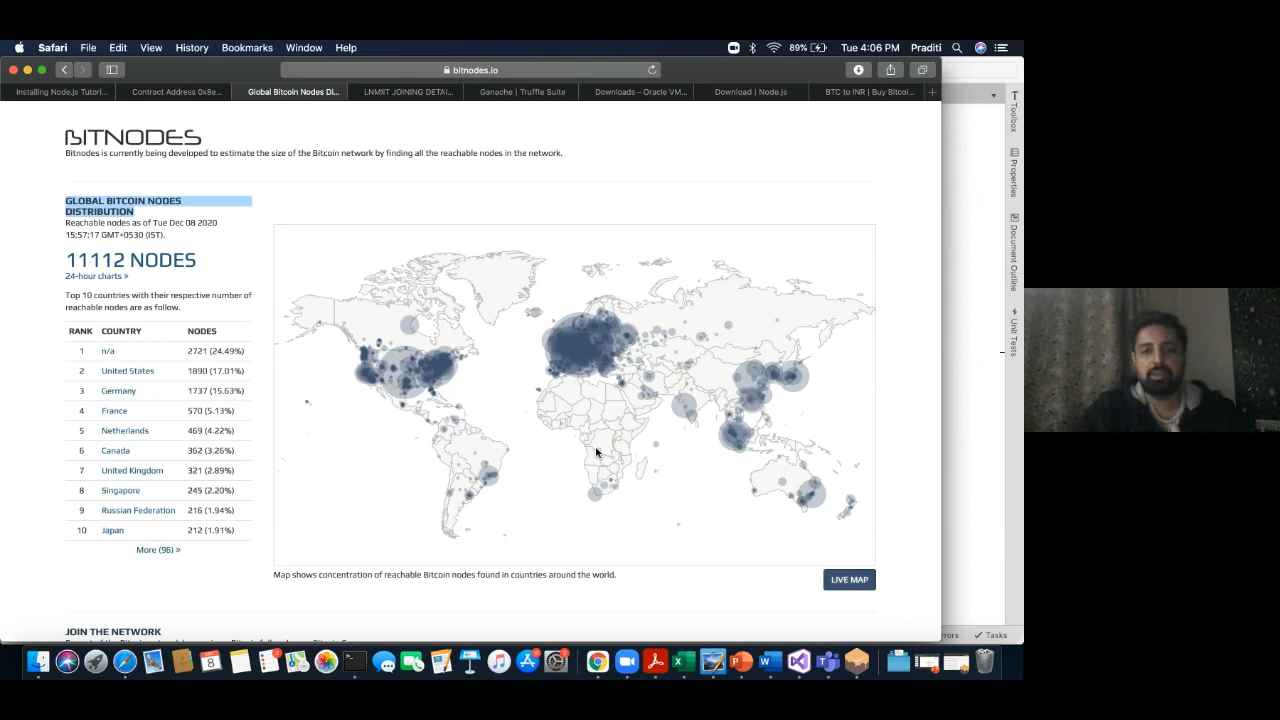 Safari File Edit View History Bookmarks Window Help 89% Tue 4:06 PM Praditi
bitnodes.io
Installing Node.js Tutori... Contract Address 0x8e... Global Bitcoin Nodes Di... LNMIIT JOINING DETAI... Ganache | Truffle Suite Downloads – Oracle VM... Download | Node.js BTC to INR | Buy Bitcoi...
BITNODES
Bitnodes is currently being developed to estimate the size of the Bitcoin network by finding all the reachable nodes in the network.
GLOBAL BITCOIN NODES
DISTRIBUTION
Reachable nodes as of Tue Dec 08 2020
15:57:17 GMT+0530 (IST).
11112 NODES
24-hour charts »
Top 10 countries with their respective number of
reachable nodes are as follow.
RANK COUNTRY NODES
1 n/a 2721 (24.49%)
2 United States 1890 (17.01%)
3 Germany 1737 (15.63%)
4 France 570 (5.13%)
5 Netherlands 469 (4.22%)
6 Canada 362 (3.26%)
7 United Kingdom 321 (2.89%)
8 Singapore 245 (2.20%)
9 Russian Federation 216 (1.94%)
10 Japan 212 (1.91%)
More (96) »
Map shows concentration of reachable Bitcoin nodes found in countries around the world.
LIVE MAP
JOIN THE NETWORK
Toolbox
Properties
Document Outline
Unit Tests
rrors Tasks
8